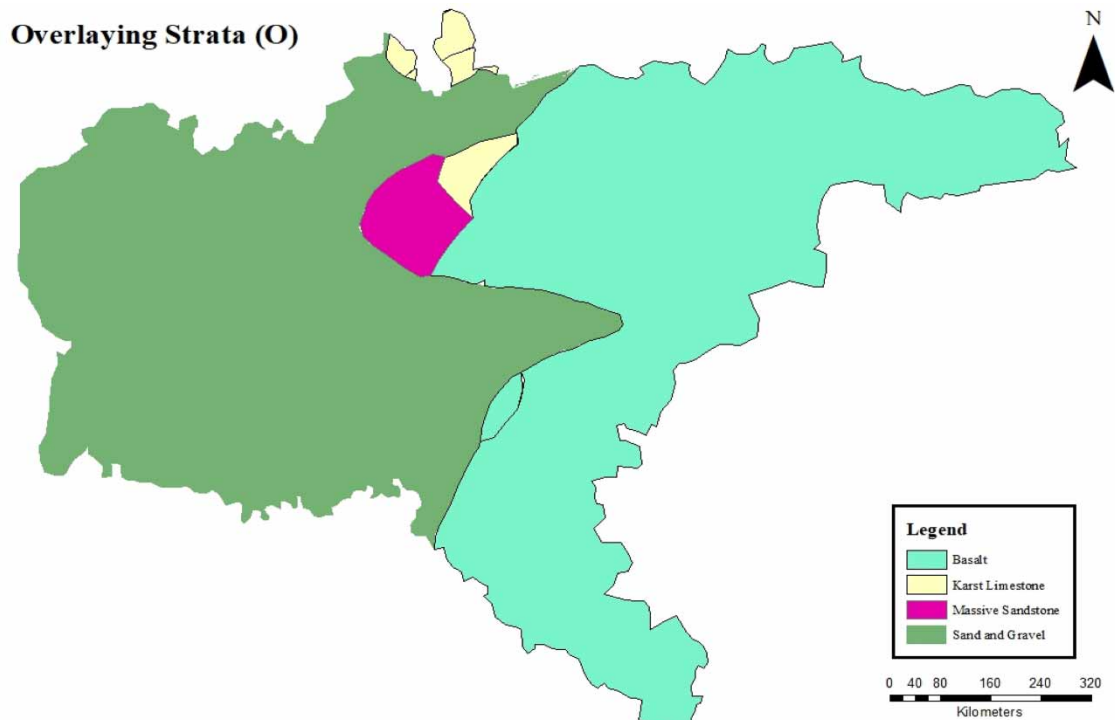 Overlaying Strata (O)
N
Legend
Basalt
Karst Limestone
Massive Sandstone
Sand and Gravel
0 40 80 160 240 320
Kilometers